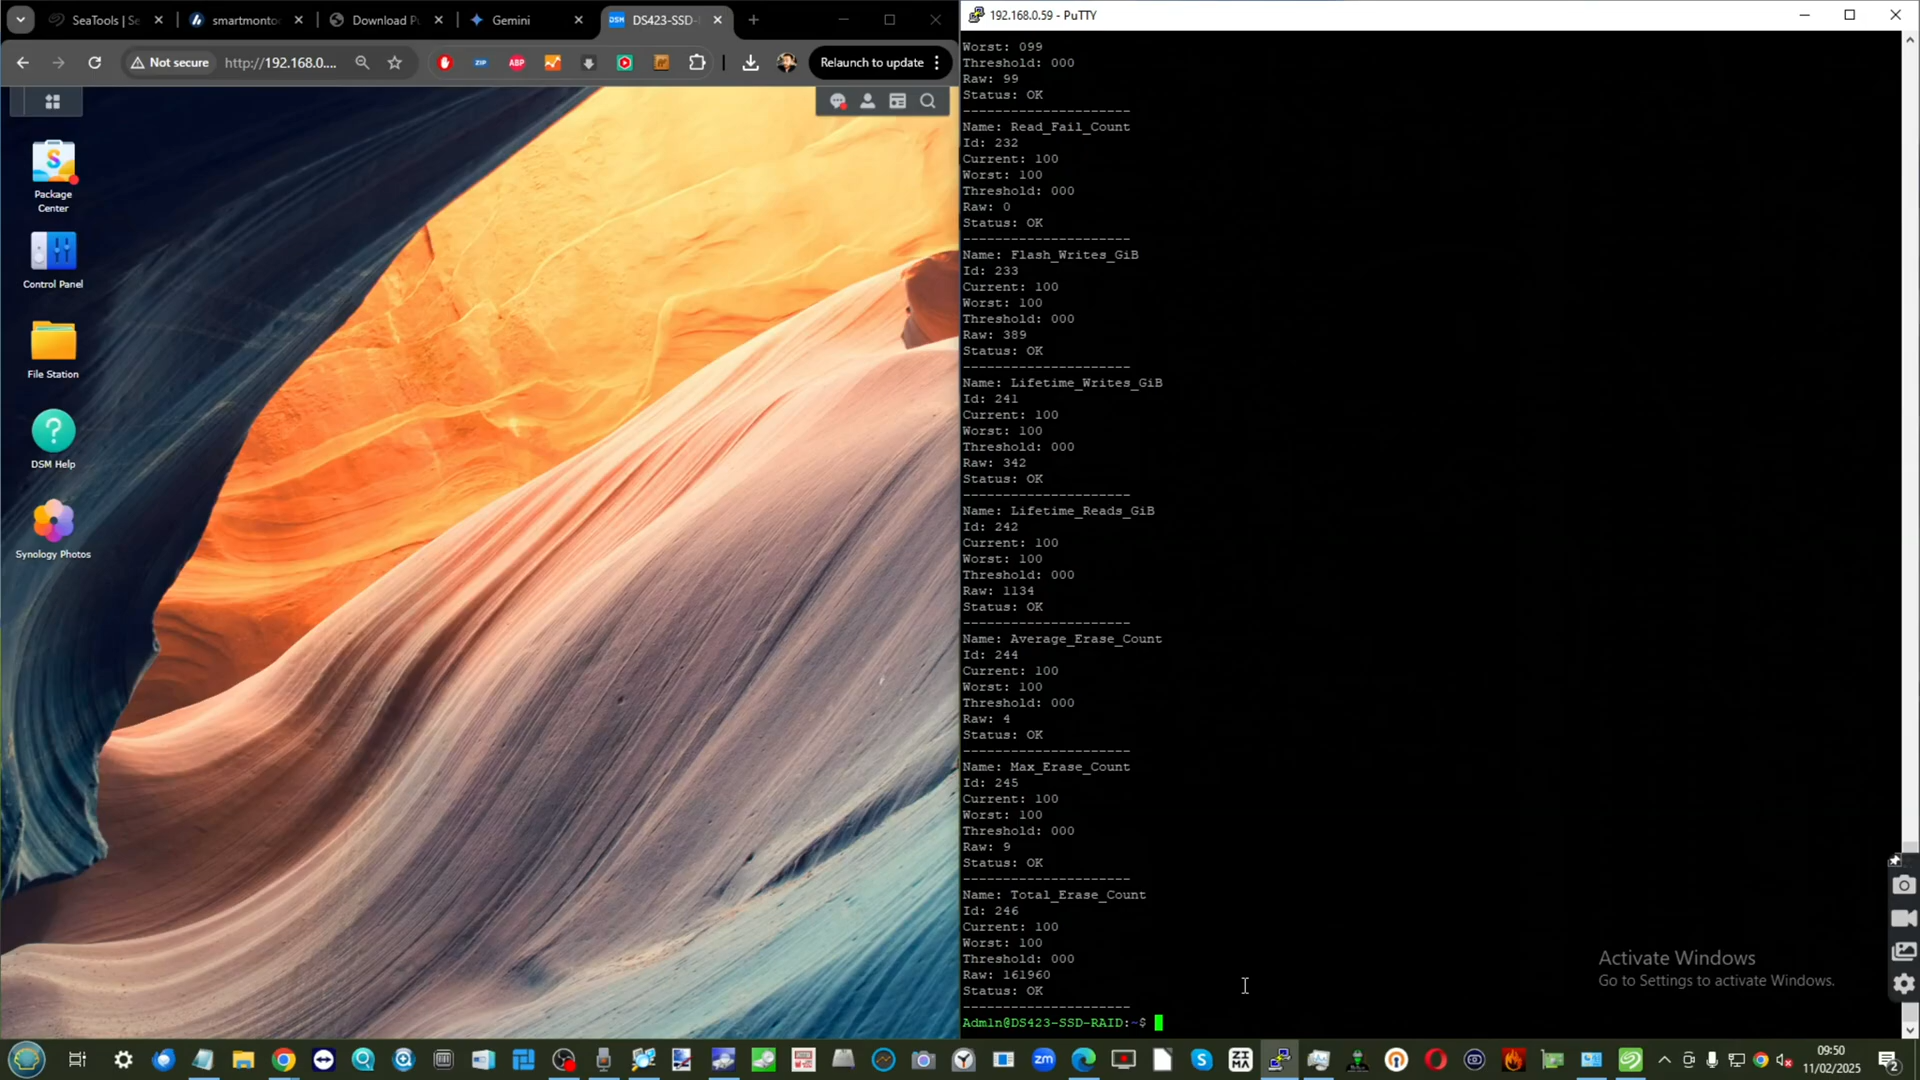 SeaTools | Se
smartmonto
Download Pu
Gemini
DSM
DS423-SSD-
Not secure
http://192.168.0....
ZIP
ABP
Relaunch to update
Package
Center
Control Panel
File Station
DSM Help
Synology Photos
192.168.0.59 - PuTTY
Worst: 099
Threshold: 000
Raw: 99
Status: OK
---------------------
Name: Read_Fail_Count
Id: 232
Current: 100
Worst: 100
Threshold: 000
Raw: 0
Status: OK
---------------------
Name: Flash_Writes_GiB
Id: 233
Current: 100
Worst: 100
Threshold: 000
Raw: 389
Status: OK
---------------------
Name: Lifetime_Writes_GiB
Id: 241
Current: 100
Worst: 100
Threshold: 000
Raw: 342
Status: OK
---------------------
Name: Lifetime_Reads_GiB
Id: 242
Current: 100
Worst: 100
Threshold: 000
Raw: 1134
Status: OK
---------------------
Name: Average_Erase_Count
Id: 244
Current: 100
Worst: 100
Threshold: 000
Raw: 4
Status: OK
---------------------
Name: Max_Erase_Count
Id: 245
Current: 100
Worst: 100
Threshold: 000
Raw: 9
Status: OK
---------------------
Name: Total_Erase_Count
Id: 246
Current: 100
Worst: 100
Threshold: 000
Raw: 161960
Status: OK
---------------------
Adm1n@DS423-SSD-RAID:~$
Activate Windows
Go to Settings to activate Windows.
zm
09:50
11/02/2025
2